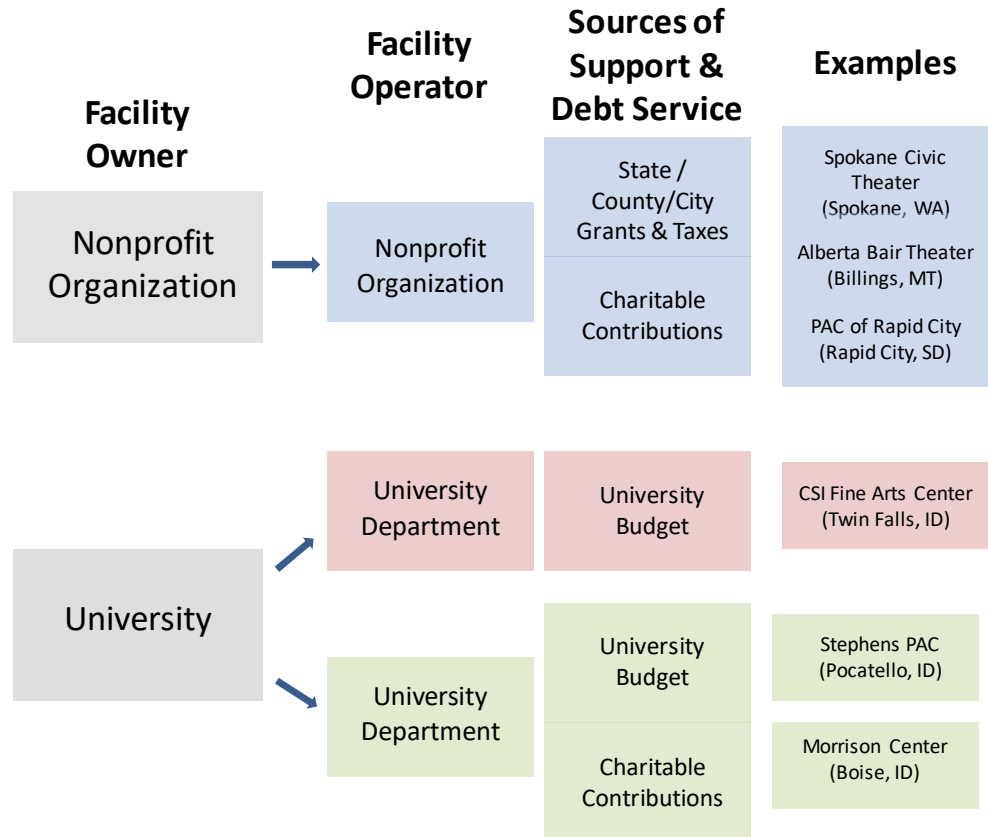 Facility
Owner
Facility
Operator
Sources of
Support &
Debt Service
Examples
Nonprofit
Organization
Nonprofit
Organization
State /
County/City
Grants & Taxes
Charitable
Contributions
Spokane Civic
Theater
(Spokane, WA)
Alberta Bair Theater
(Billings, MT)
PAC of Rapid City
(Rapid City, SD)
University
University
Department
University
Budget
CSI Fine Arts Center
(Twin Falls, ID)
University
Department
University
Budget
Charitable
Contributions
Stephens PAC
(Pocatello, ID)
Morrison Center
(Boise, ID)